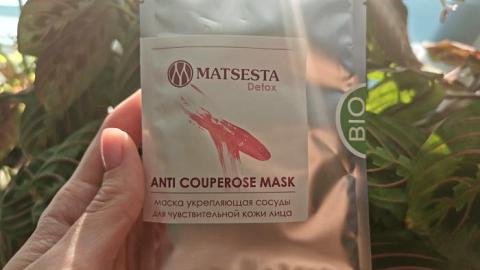 MATSESTA
Detox
BIO
ANTI COUPEROSE MASK
маска укрепляющая сосуды
для чувствительной кожи лица